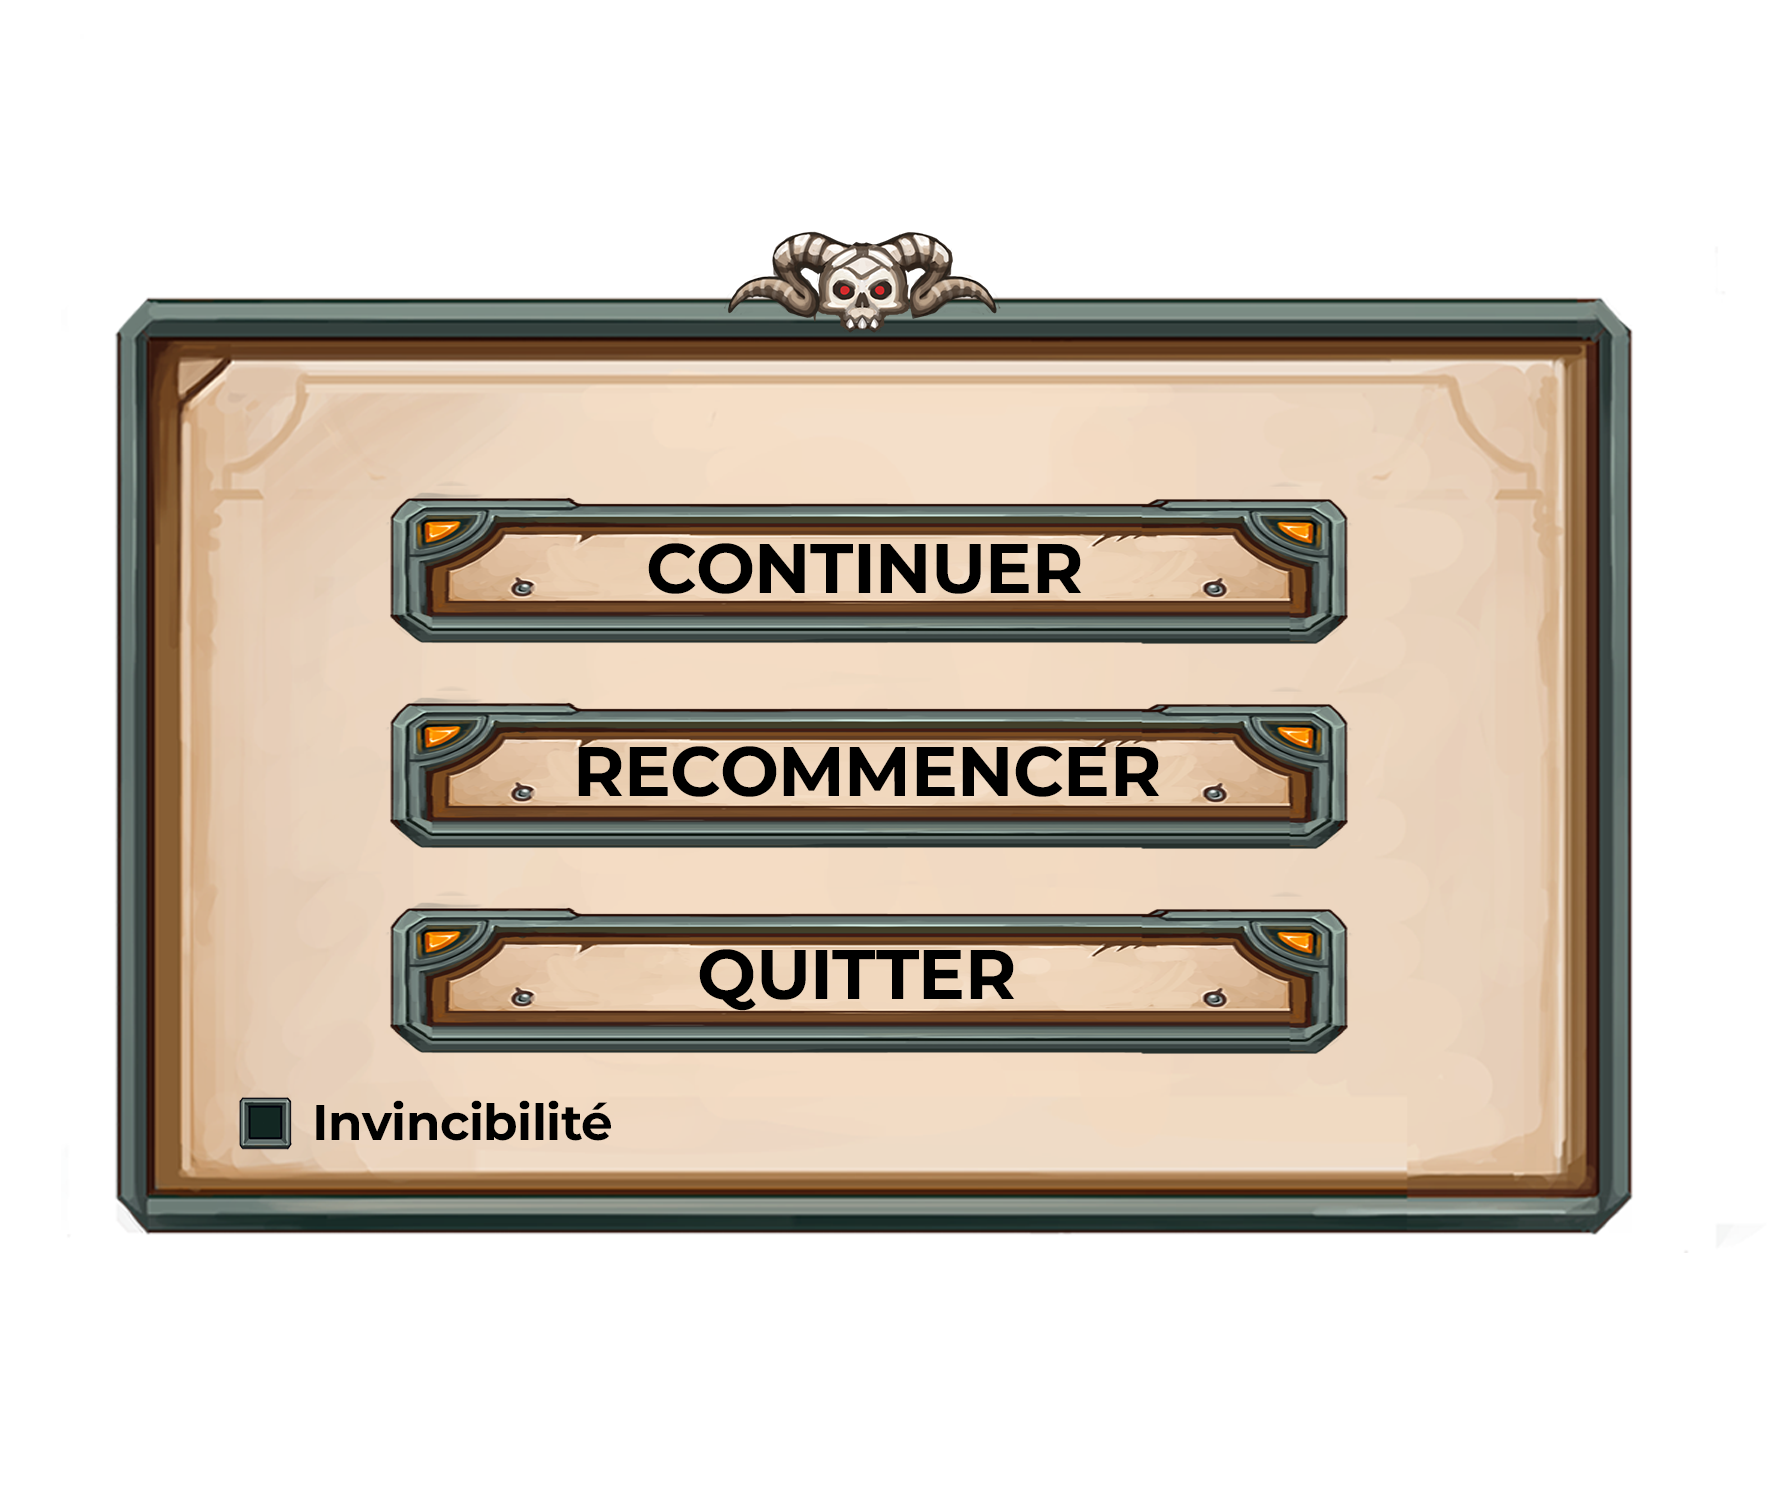 CONTINUER
RECOMMENCER
QUITTER
Invincibilité